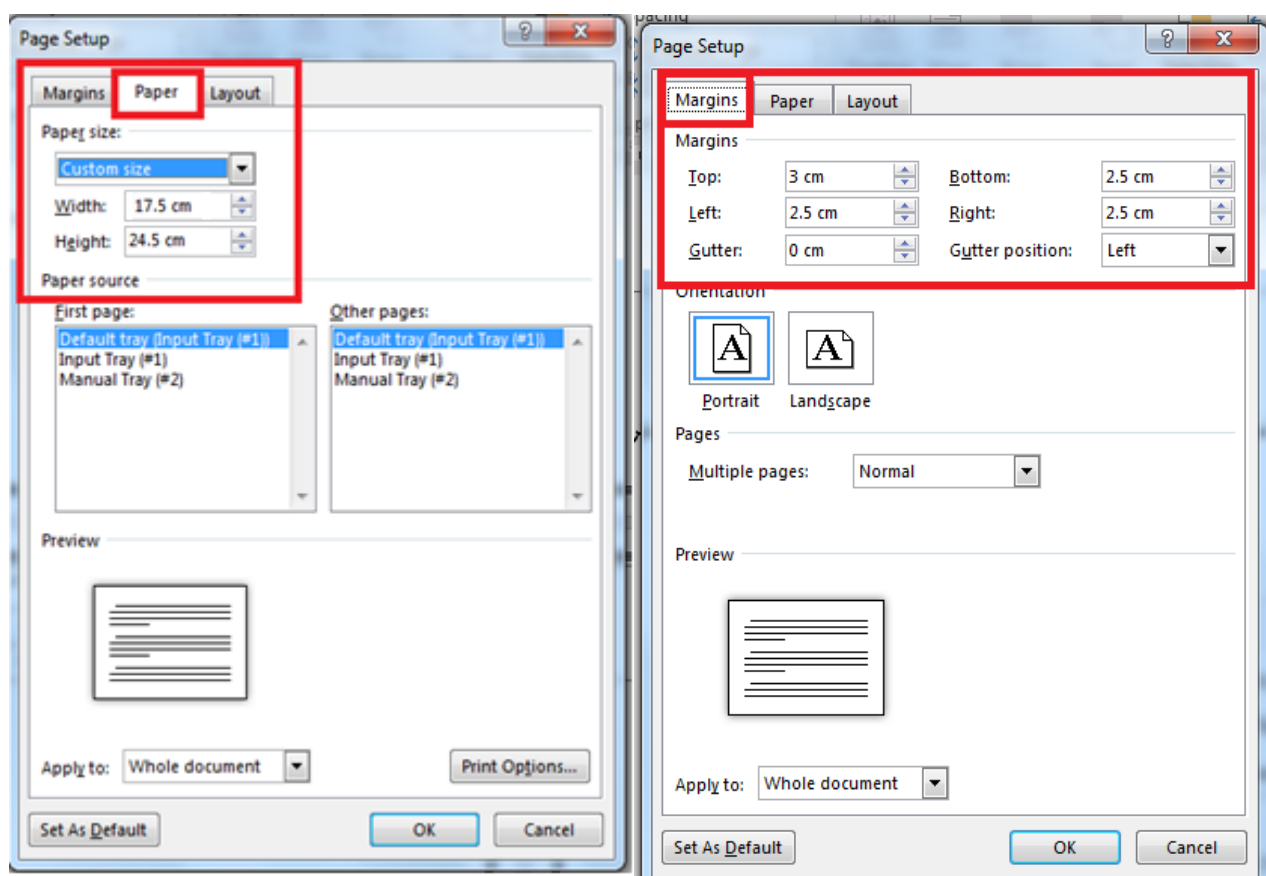 Page Setup
Margins Paper Layout
Paper size:
Custom size
Width: 17.5 cm
Height: 24.5 cm
Paper source
First page: Other pages:
Default tray (Input Tray (#1)) Default tray (Input Tray (#1))
Input Tray (#1) Input Tray (#1)
Manual Tray (#2) Manual Tray (#2)
Preview
Apply to: Whole document Print Options...
Set As Default OK Cancel
pacing
Page Setup
Margins Paper Layout
Margins
Top: 3 cm Bottom: 2.5 cm
Left: 2.5 cm Right: 2.5 cm
Gutter: 0 cm Gutter position: Left
Orientation
A A
Portrait Landscape
Pages
Multiple pages: Normal
Preview
Apply to: Whole document
Set As Default OK Cancel